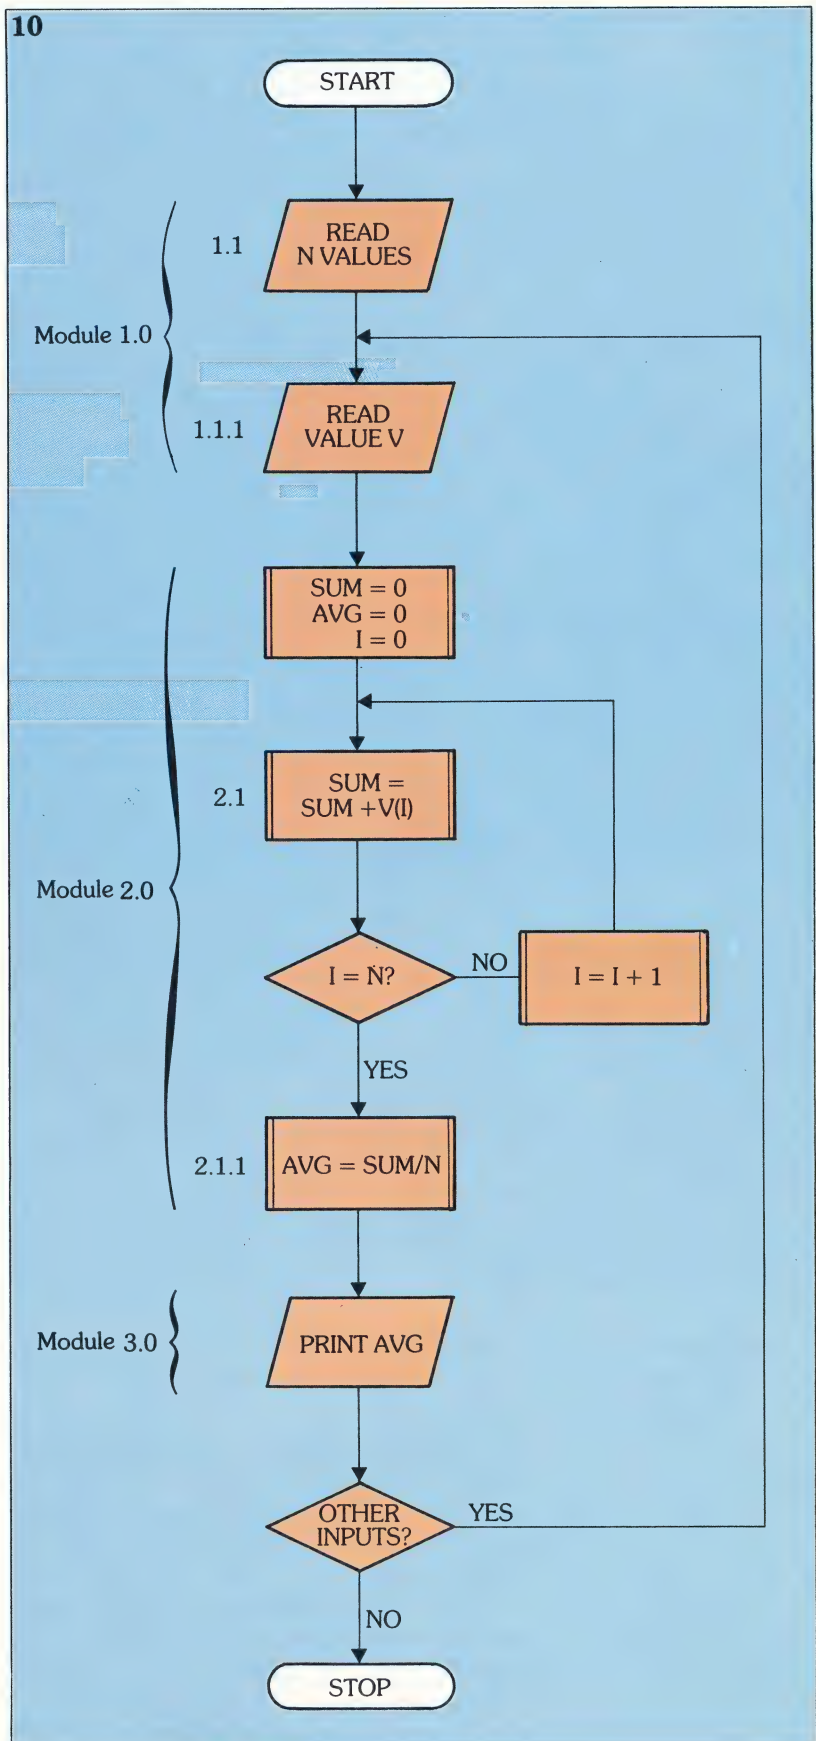 10
START
1.1
READ
N VALUES
Module 1.0
1.1.1
READ
VALUE V
SUM = 0
AVG = 0
I = 0
2.1
SUM =
SUM +V(I)
Module 2.0
I = N?
NO
I = I + 1
YES
2.1.1
AVG = SUM/N
Module 3.0
PRINT AVG
OTHER
INPUTS?
YES
NO
STOP